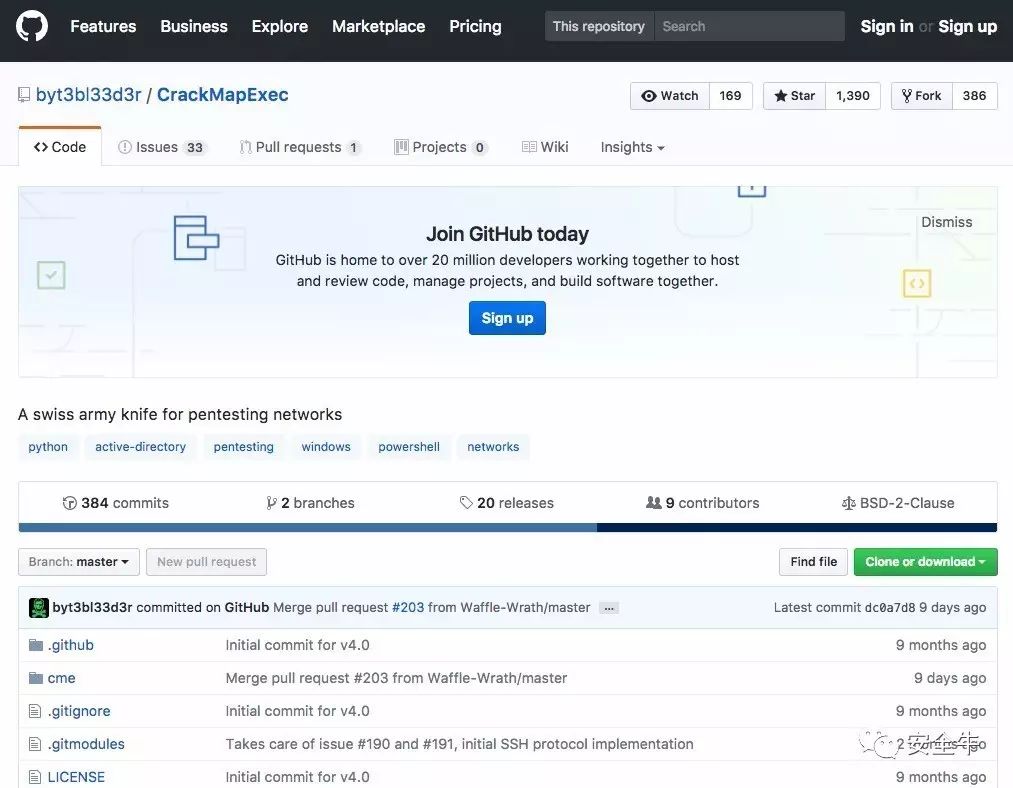 Features Business Explore Marketplace Pricing This repository Search Sign in or Sign up
byt3bl33d3r / CrackMapExec Watch 169 Star 1,390 Fork 386
Code Issues 33 Pull requests 1 Projects 0 Wiki Insights
Dismiss
Join GitHub today
GitHub is home to over 20 million developers working together to host
and review code, manage projects, and build software together.
Sign up
A swiss army knife for pentesting networks
python active-directory pentesting windows powershell networks
384 commits 2 branches 20 releases 9 contributors BSD-2-Clause
Branch: master New pull request Find file Clone or download
byt3bl33d3r committed on GitHub Merge pull request #203 from Waffle-Wrath/master ... Latest commit dc0a7d8 9 days ago
.github Initial commit for v4.0 9 months ago
cme Merge pull request #203 from Waffle-Wrath/master 9 days ago
.gitignore Initial commit for v4.0 9 months ago
.gitmodules Takes care of issue #190 and #191, initial SSH protocol implementation 2 months ago
安全牛
LICENSE Initial commit for v4.0 9 months ago